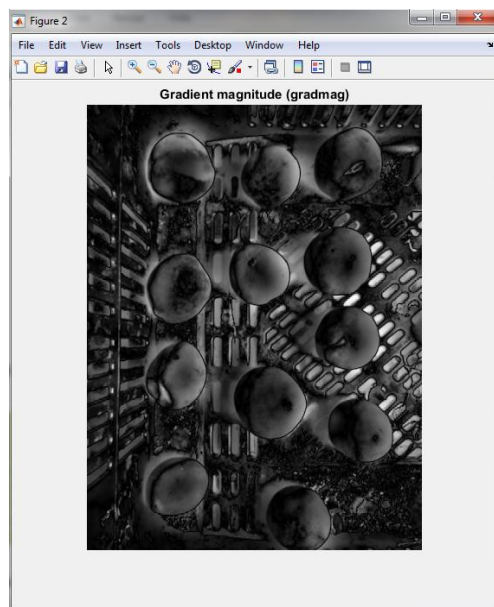 Figure 2
File Edit View Insert Tools Desktop Window Help
Gradient magnitude (gradmag)